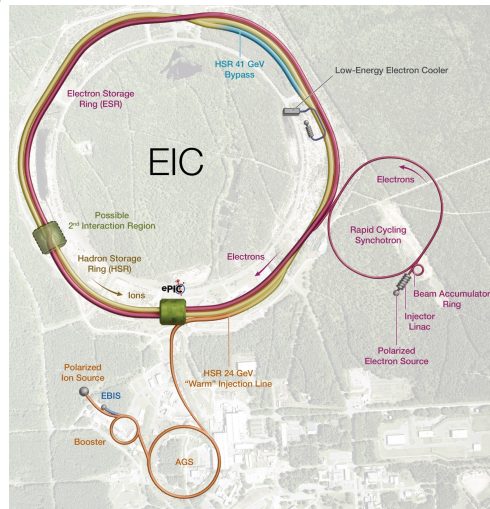 HSR 41 GeV
Bypass
Low-Energy Electron Cooler
Electron Storage
Ring (ESR)
EIC
Electrons
Possible
2nd Interaction Region
Rapid Cycling
Synchotron
Electrons
Hadron Storage
Ring (HSR)
Ions
ePIC
Beam Accumulator
Ring
Injector
Linac
Polarized
Electron Source
Polarized
Ion Source
HSR 24 GeV
"Warm" Injection Line
EBIS
Booster
AGS